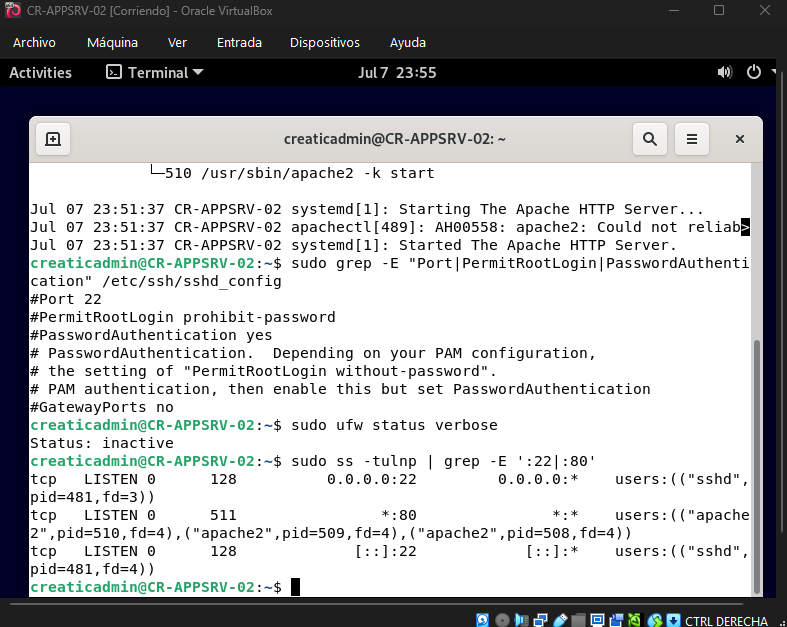 CR-APPSRV-02 [Corriendo] - Oracle VirtualBox
Archivo Máquina Ver Entrada Dispositivos Ayuda
Activities Terminal Jul 7 23:55
creaticadmin@CR-APPSRV-02: ~
└─510 /usr/sbin/apache2 -k start
Jul 07 23:51:37 CR-APPSRV-02 systemd[1]: Starting The Apache HTTP Server...
Jul 07 23:51:37 CR-APPSRV-02 apachectl[489]: AH00558: apache2: Could not reliab>
Jul 07 23:51:37 CR-APPSRV-02 systemd[1]: Started The Apache HTTP Server.
creaticadmin@CR-APPSRV-02:~$ sudo grep -E "Port|PermitRootLogin|PasswordAuthenti
cation" /etc/ssh/sshd_config
#Port 22
#PermitRootLogin prohibit-password
#PasswordAuthentication yes
# PasswordAuthentication.  Depending on your PAM configuration,
# the setting of "PermitRootLogin without-password".
# PAM authentication, then enable this but set PasswordAuthentication
#GatewayPorts no
creaticadmin@CR-APPSRV-02:~$ sudo ufw status verbose
Status: inactive
creaticadmin@CR-APPSRV-02:~$ sudo ss -tulnp | grep -E ':22|:80'
tcp   LISTEN 0      128          0.0.0.0:22         0.0.0.0:*    users:(("sshd",
pid=481,fd=3))
tcp   LISTEN 0      511                *:80               *:*    users:(("apache
2",pid=510,fd=4),("apache2",pid=509,fd=4),("apache2",pid=508,fd=4))
tcp   LISTEN 0      128             [::]:22            [::]:*    users:(("sshd",
pid=481,fd=4))
creaticadmin@CR-APPSRV-02:~$
CTRL DERECHA